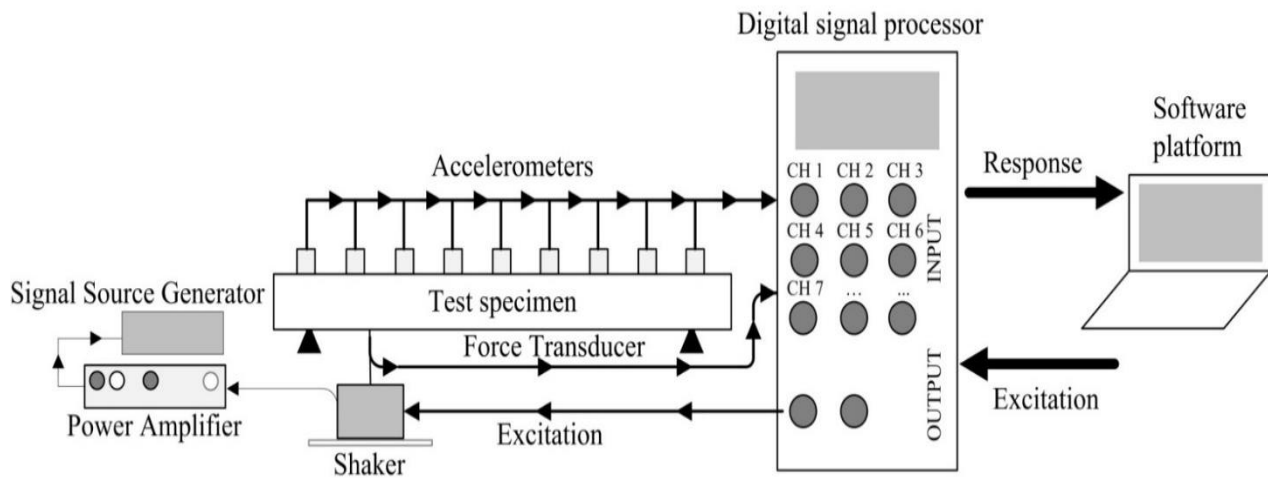 Digital signal processor
Software
platform
Accelerometers
Response
CH 1 CH 2 CH 3
CH 4 CH 5 CH 6
INPUT
CH 7 ... ...
Signal Source Generator
Test specimen
Force Transducer
Power Amplifier
Excitation
OUTPUT
Excitation
Shaker